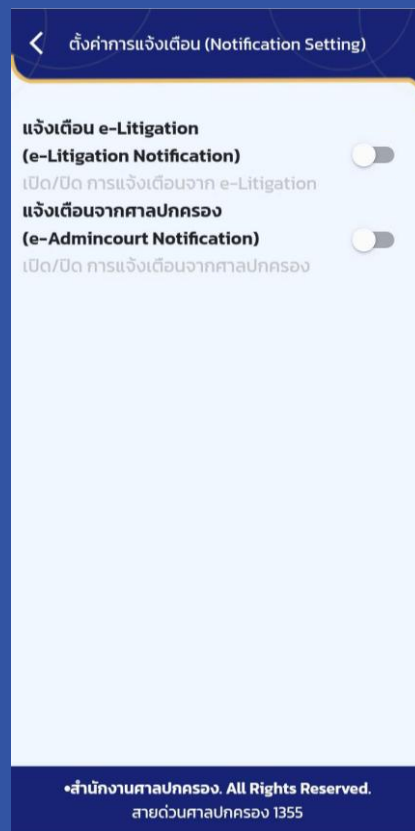 ตั้งค่าการแจ้งเตือน (Notification Setting)
แจ้งเตือน e-Litigation
(e-Litigation Notification)
เปิด/ปิด การแจ้งเตือนจาก e-Litigation
แจ้งเตือนจากศาลปกครอง
(e-Admincourt Notification)
เปิด/ปิด การแจ้งเตือนจากศาลปกครอง
•สำนักงานศาลปกครอง. All Rights Reserved.
สายด่วนศาลปกครอง 1355